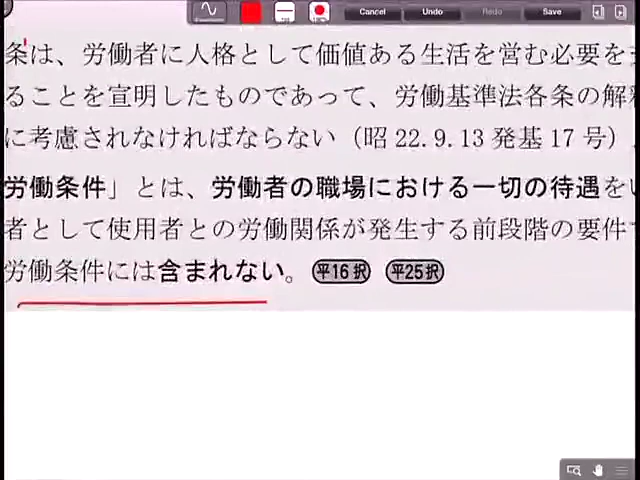 Cancel Undo Redo Save
条は、労働者に人格として価値ある生活を営む必要を
ることを宣明したものであって、労働基準法各条の解釈
に考慮されなければならない（昭22.9.13発基17号）
労働条件」とは、労働者の職場における一切の待遇を
者として使用者との労働関係が発生する前段階の要件
労働条件には含まれない。 平16択 平25択